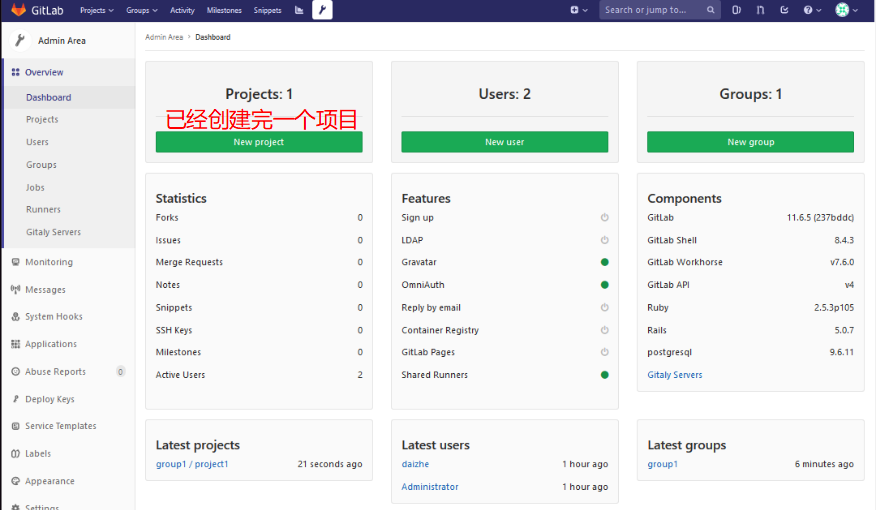 GitLab Projects Groups Activity Milestones Snippets Search or jump to...
Admin Area
Admin Area > Dashboard
Overview
Dashboard
Projects
Users
Groups
Jobs
Runners
Gitaly Servers
Monitoring
Messages
System Hooks
Applications
Abuse Reports 0
Deploy Keys
Service Templates
Labels
Appearance
Settings
Projects: 1
已经创建完一个项目
New project
Users: 2
New user
Groups: 1
New group
Statistics
Forks 0
Issues 0
Merge Requests 0
Notes 0
Snippets 0
SSH Keys 0
Milestones 0
Active Users 2
Features
Sign up
LDAP
Gravatar
OmniAuth
Reply by email
Container Registry
GitLab Pages
Shared Runners
Components
GitLab 11.6.5 (237bddc)
GitLab Shell 8.4.3
GitLab Workhorse v7.6.0
GitLab API v4
Ruby 2.5.3p105
Rails 5.0.7
postgresql 9.6.11
Gitaly Servers
Latest projects
group1 / project1 21 seconds ago
Latest users
daizhe 1 hour ago
Administrator 1 hour ago
Latest groups
group1 6 minutes ago